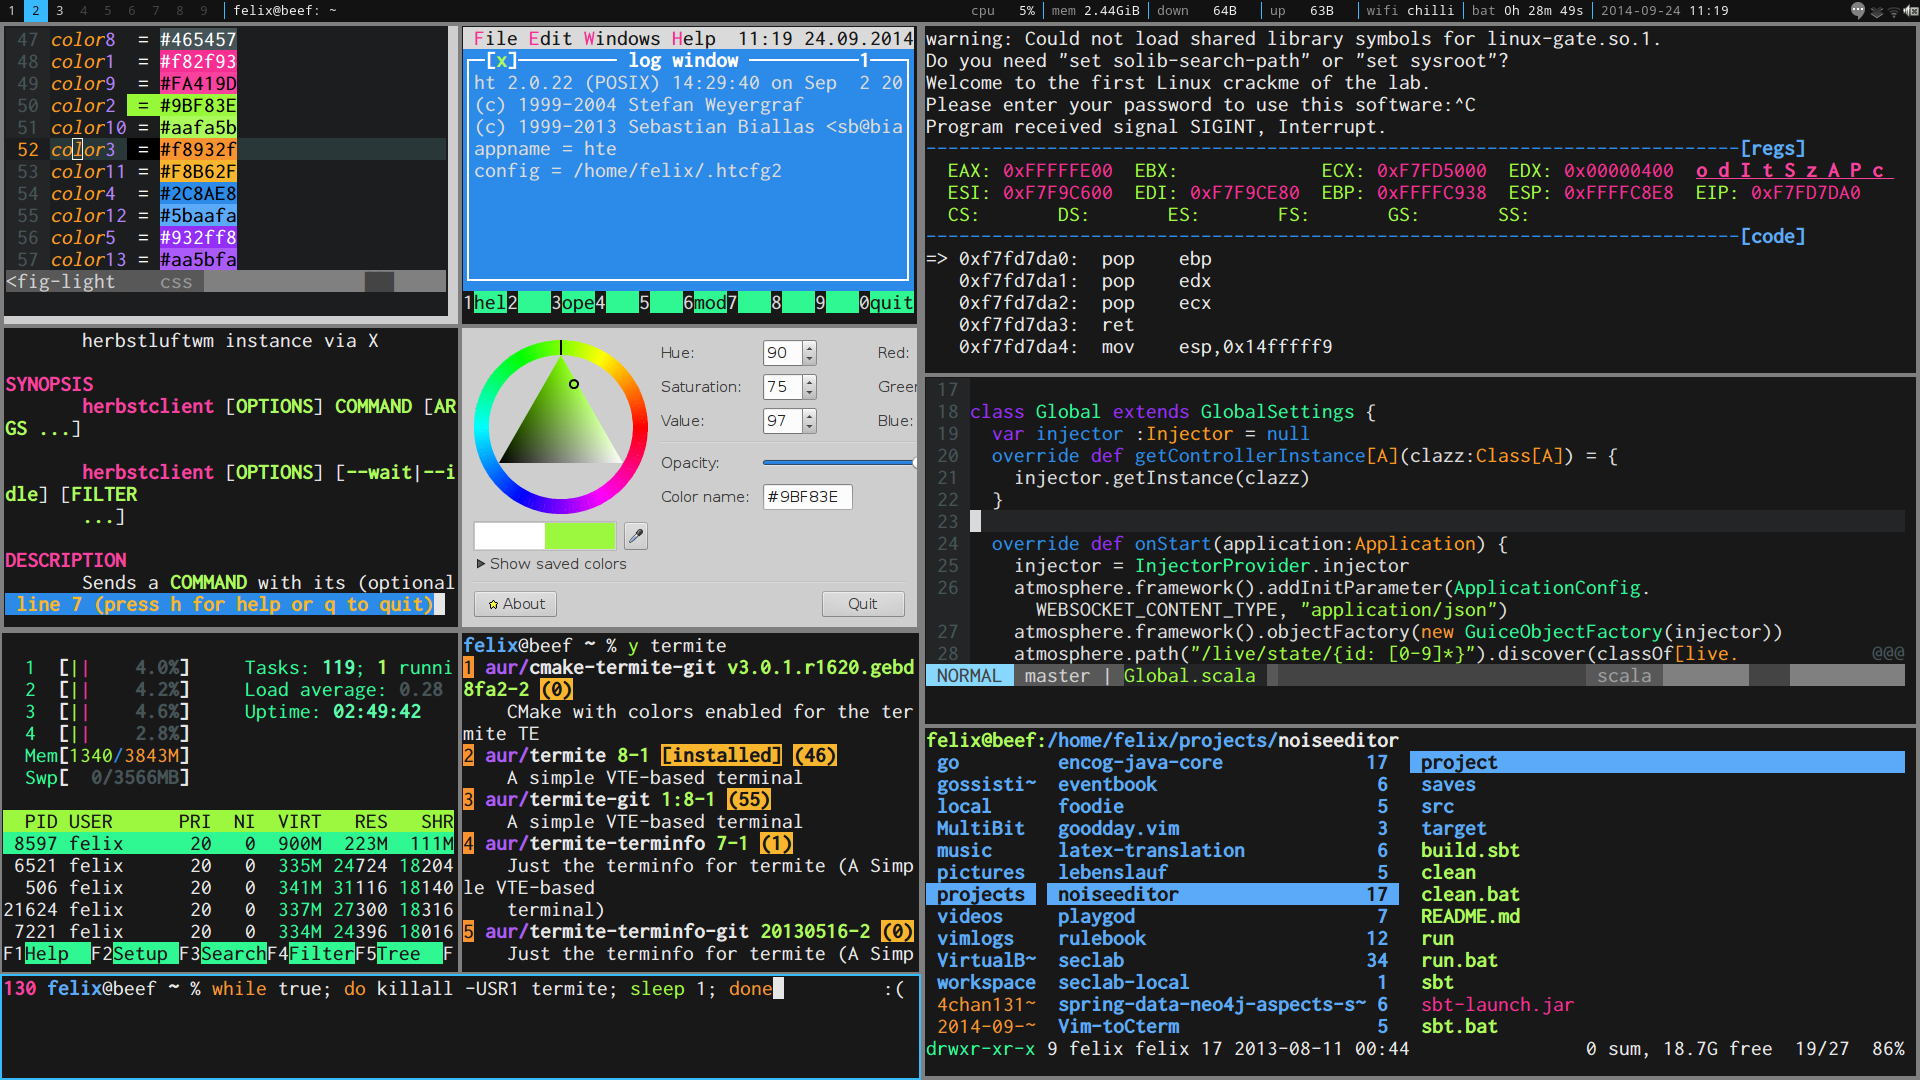 1 2 3 4 5 6 7 8 9 felix@beef: ~
cpu 5% mem 2.44GiB down 64B up 63B wifi chilli bat 0h 28m 49s 2014-09-24 11:19
47 color8 = #465457
48 color1 = #f82f93
49 color9 = #FA419D
50 color2 = #9BF83E
51 color10 = #aafa5b
52 color3 = #f8932f
53 color11 = #F8B62F
54 color4 = #2C8AE8
55 color12 = #5baafa
56 color5 = #932ff8
57 color13 = #aa5bfa
<fig-light css
File Edit Windows Help 11:19 24.09.2014
[x] log window 1
ht 2.0.22 (POSIX) 14:29:40 on Sep  2 20
(c) 1999-2004 Stefan Weyergraf
(c) 1999-2013 Sebastian Biallas <sb@bia
appname = hte
config = /home/felix/.htcfg2
1hel2 3ope4 5 6mod7 8 9 0quit
warning: Could not load shared library symbols for linux-gate.so.1.
Do you need "set solib-search-path" or "set sysroot"?
Welcome to the first Linux crackme of the lab.
Please enter your password to use this software:^C
Program received signal SIGINT, Interrupt.
[regs]
EAX: 0xFFFFFE00 EBX: ECX: 0xF7FD5000 EDX: 0x00000400 o d I t S z A P c
ESI: 0xF7F9C600 EDI: 0xF7F9CE80 EBP: 0xFFFFC938 ESP: 0xFFFFC8E8 EIP: 0xF7FD7DA0
CS: DS: ES: FS: GS: SS:
[code]
=> 0xf7fd7da0: pop ebp
0xf7fd7da1: pop edx
0xf7fd7da2: pop ecx
0xf7fd7da3: ret
0xf7fd7da4: mov esp,0x14fffff9
herbstluftwm instance via X
SYNOPSIS
herbstclient [OPTIONS] COMMAND [AR
GS ...]
herbstclient [OPTIONS] [--wait|--i
dle] [FILTER
...]
DESCRIPTION
Sends a COMMAND with its (optional
line 7 (press h for help or q to quit)
Hue: 90 Red:
Saturation: 75 Green
Value: 97 Blue:
Opacity:
Color name: #9BF83E
Show saved colors
About Quit
17
18 class Global extends GlobalSettings {
19 var injector :Injector = null
20 override def getControllerInstance[A](clazz:Class[A]) = {
21 injector.getInstance(clazz)
22 }
23
24 override def onStart(application:Application) {
25 injector = InjectorProvider.injector
26 atmosphere.framework().addInitParameter(ApplicationConfig.
WEBSOCKET_CONTENT_TYPE, "application/json")
27 atmosphere.framework().objectFactory(new GuiceObjectFactory(injector))
28 atmosphere.path("/live/state/{id: [0-9]*}").discover(classOf[live. @@@
NORMAL master | Global.scala scala
1 [|| 4.0%] Tasks: 119; 1 runni
2 [|| 4.2%] Load average: 0.28
3 [|| 4.6%] Uptime: 02:49:42
4 [|| 2.8%]
Mem[1340/3843M]
Swp[ 0/3566MB]
PID USER PRI NI VIRT RES SHR
8597 felix 20 0 900M 223M 111M
6521 felix 20 0 335M 24724 18204
506 felix 20 0 341M 31116 18140
21624 felix 20 0 337M 27300 18316
7221 felix 20 0 334M 24396 18016
F1Help F2Setup F3SearchF4FilterF5Tree F
felix@beef ~ % y termite
1 aur/cmake-termite-git v3.0.1.r1620.gebd
8fa2-2 (0)
CMake with colors enabled for the ter
mite TE
2 aur/termite 8-1 [installed] (46)
A simple VTE-based terminal
3 aur/termite-git 1:8-1 (55)
A simple VTE-based terminal
4 aur/termite-terminfo 7-1 (1)
Just the terminfo for termite (A Simp
le VTE-based
terminal)
5 aur/termite-terminfo-git 20130516-2 (0)
Just the terminfo for termite (A Simp
130 felix@beef ~ % while true; do killall -USR1 termite; sleep 1; done :(
felix@beef:/home/felix/projects/noiseeditor
go encog-java-core 17 project
gossisti~ eventbook 6 saves
local foodie 5 src
MultiBit goodday.vim 3 target
music latex-translation 6 build.sbt
pictures lebenslauf 5 clean
projects noiseeditor 17 clean.bat
videos playgod 7 README.md
vimlogs rulebook 12 run
VirtualB~ seclab 34 run.bat
workspace seclab-local 1 sbt
4chan131~ spring-data-neo4j-aspects-s~ 6 sbt-launch.jar
2014-09-~ Vim-toCterm 5 sbt.bat
drwxr-xr-x 9 felix felix 17 2013-08-11 00:44 0 sum, 18.7G free 19/27 86%